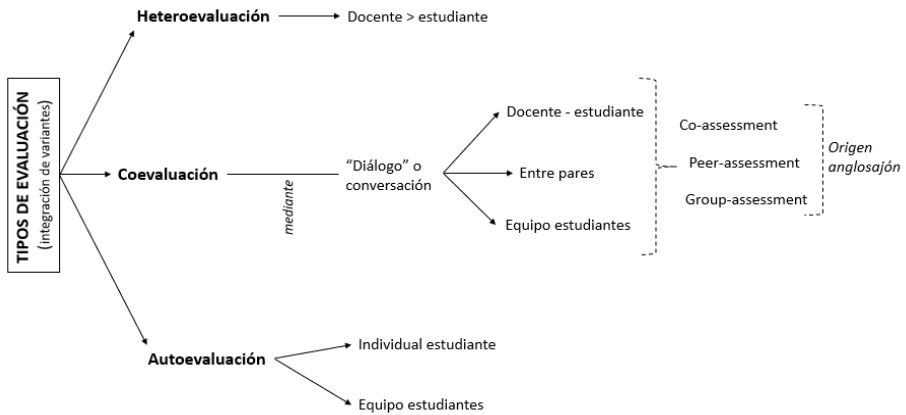 TIPOS DE EVALUACIÓN
(integración de variantes)
Heteroevaluación
Docente > estudiante
Coevaluación
mediante
“Diálogo” o
conversación
Docente - estudiante
Entre pares
Equipo estudiantes
Co-assessment
Peer-assessment
Group-assessment
Origen
anglosajón
Autoevaluación
Individual estudiante
Equipo estudiantes